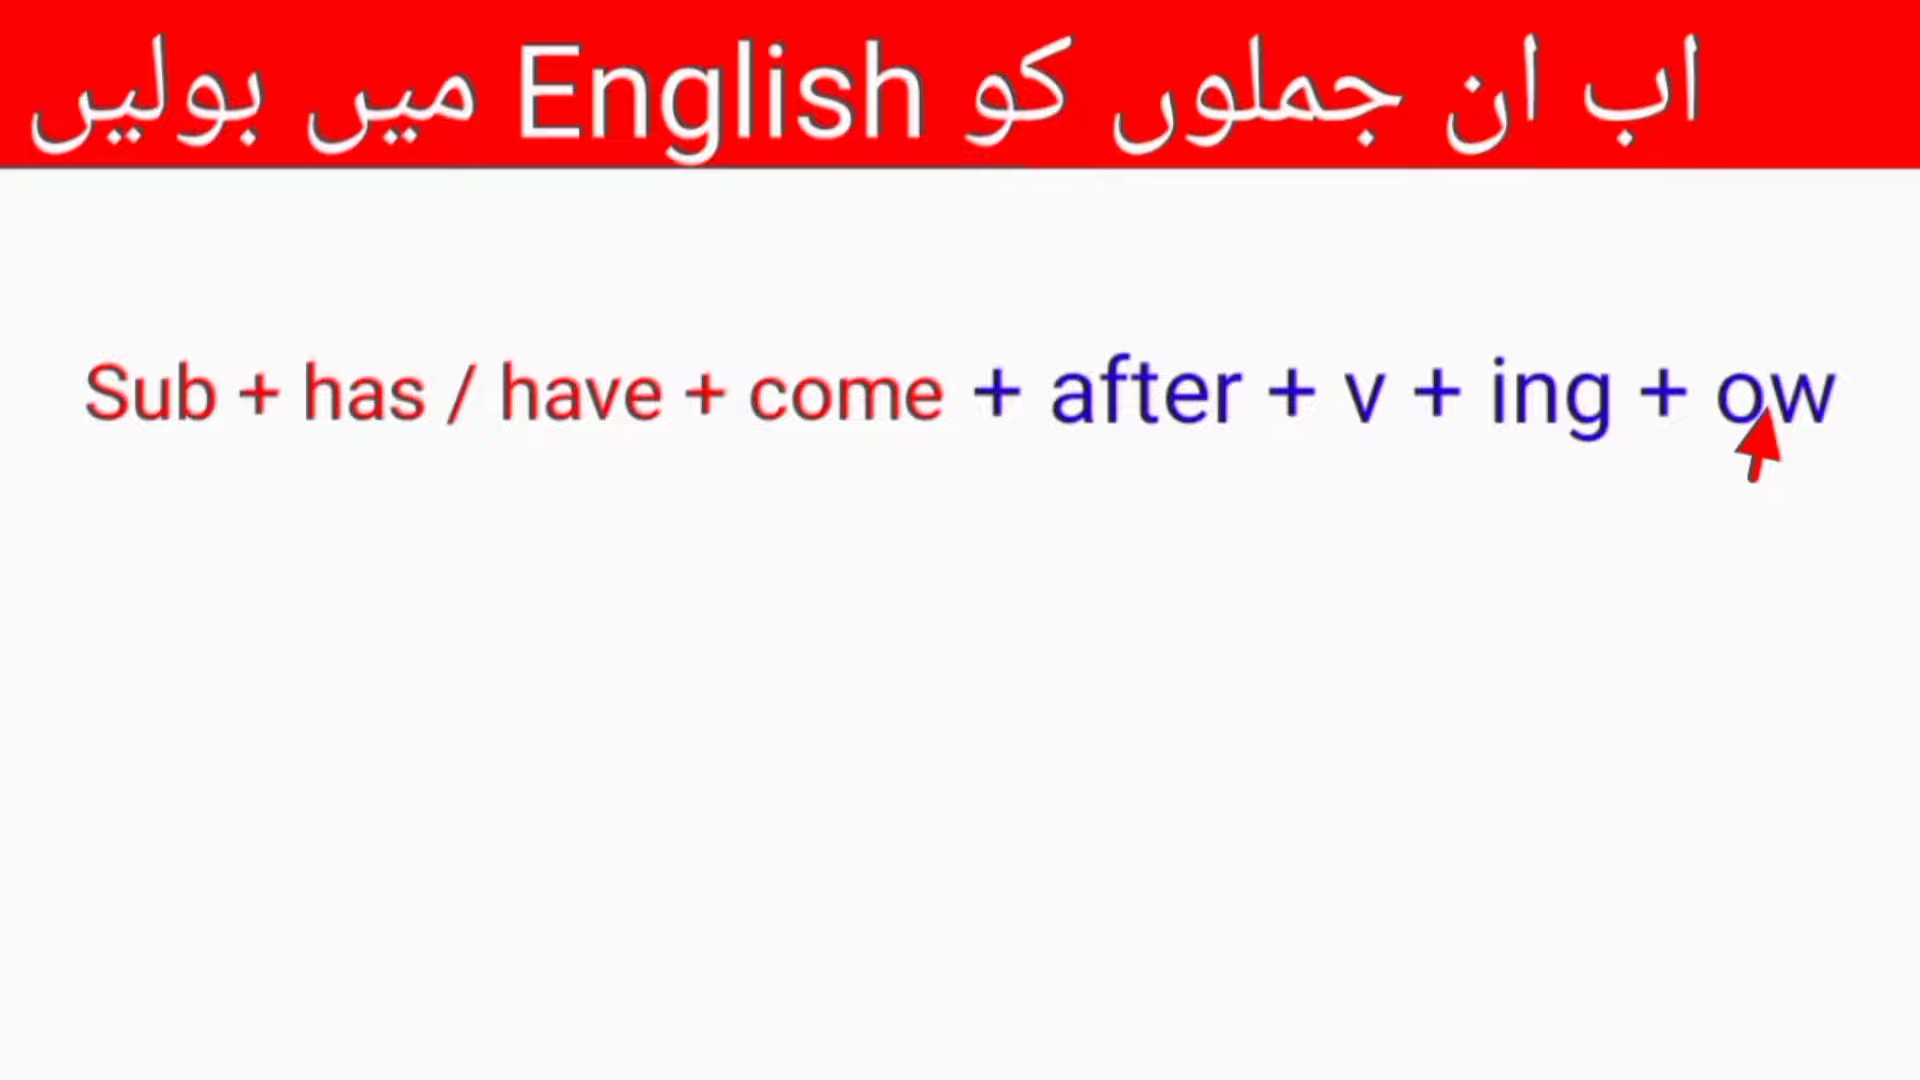 اب ان جملوں کو English میں بولیں
Sub + has / have + come + after + v + ing + ow